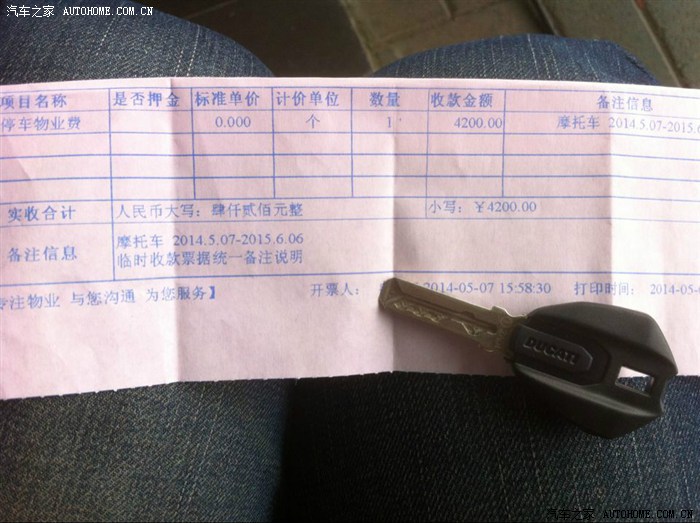 汽车之家 AUTOHOME.COM.CN
项目名称 是否押金 标准单价 计价单位 数量 收款金额 备注信息
停车物业费 0.000 个 1 4200.00 摩托车 2014.5.07-2015.6.
实收合计 人民币大写：肆仟贰佰元整 小写：￥4200.00
备注信息 摩托车 2014.5.07-2015.6.06
临时收款票据统一备注说明
专注物业 与您沟通 为您服务】 开票人： 2014-05-07 15:58:30 打印时间： 2014-05-
DUCATI
汽车之家 AUTOHOME.COM.CN